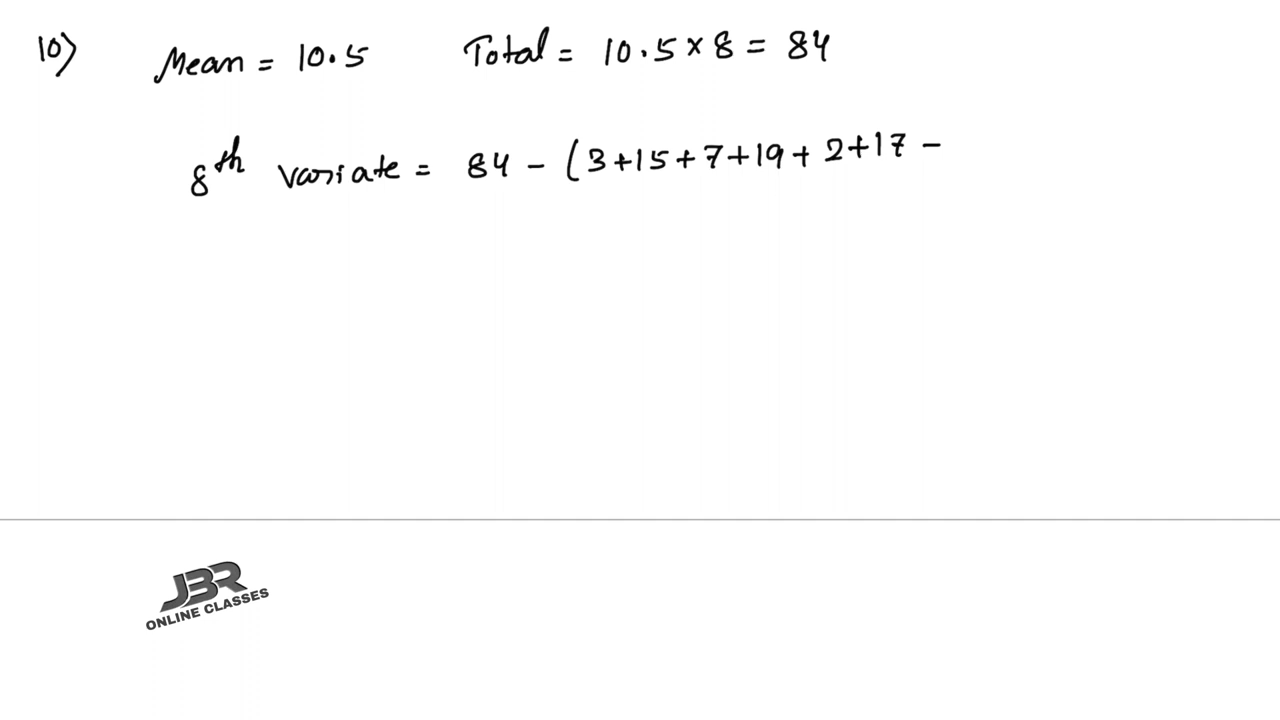 10) Mean = 10.5 Total = 10.5 × 8 = 84
8th variate = 84 - (3+15+7+19+2+17 -
JBR
ONLINE CLASSES